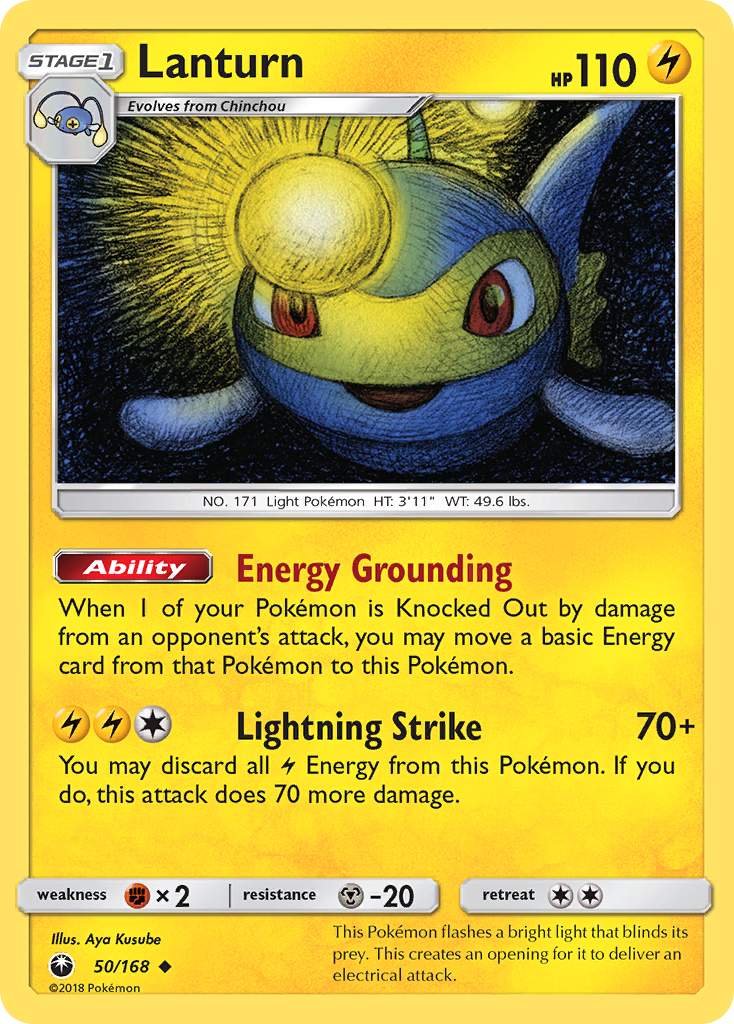 STAGE1
Lanturn
HP110
Evolves from Chinchou
NO. 171  Light Pokémon  HT: 3'11"  WT: 49.6 lbs.
Ability
Energy Grounding
When 1 of your Pokémon is Knocked Out by damage
from an opponent's attack, you may move a basic Energy
card from that Pokémon to this Pokémon.
Lightning Strike 70+
You may discard all Energy from this Pokémon. If you
do, this attack does 70 more damage.
weakness ×2 resistance -20 retreat
Illus. Aya Kusube
50/168
©2018 Pokémon
This Pokémon flashes a bright light that blinds its
prey. This creates an opening for it to deliver an
electrical attack.